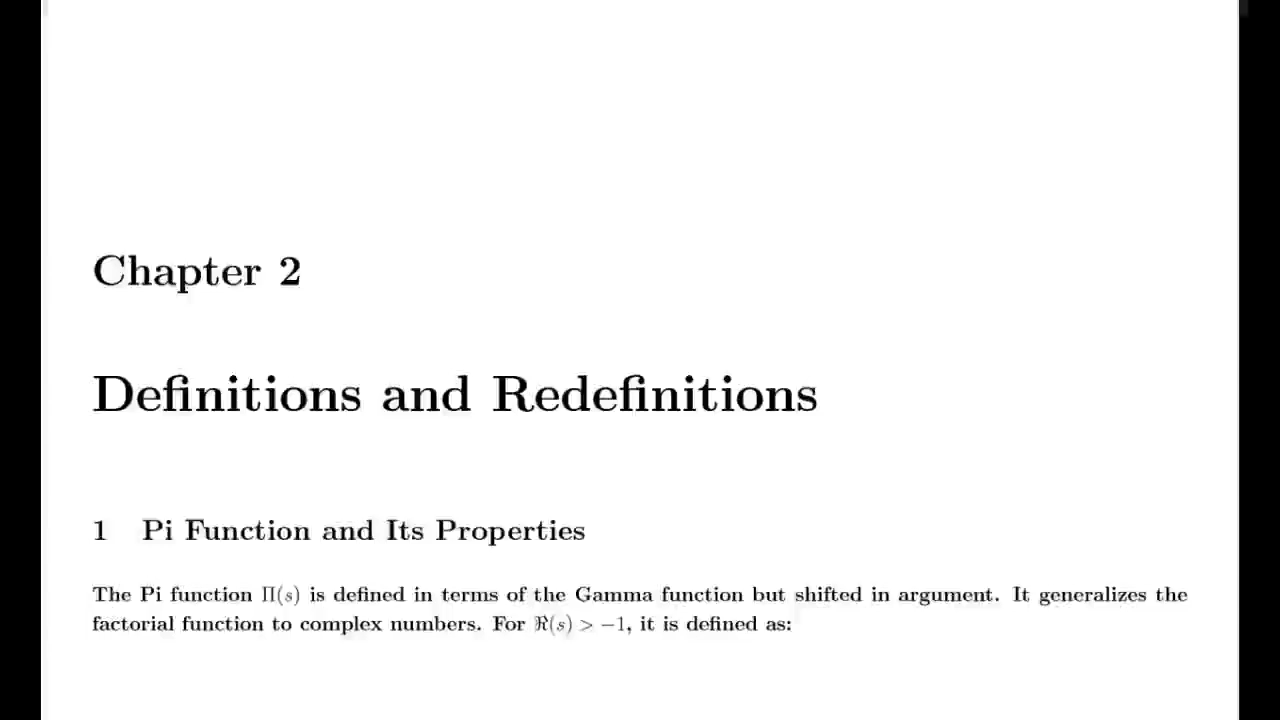 Chapter 2
Definitions and Redefinitions
1 Pi Function and Its Properties
The Pi function Π(s) is defined in terms of the Gamma function but shifted in argument. It generalizes the
factorial function to complex numbers. For ℜ(s) > −1, it is defined as: